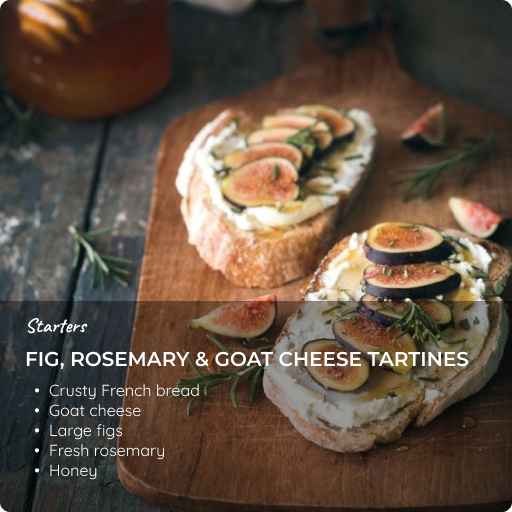 Starters
FIG, ROSEMARY & GOAT CHEESE TARTINES
• Crusty French bread
• Goat cheese
• Large figs
• Fresh rosemary
• Honey